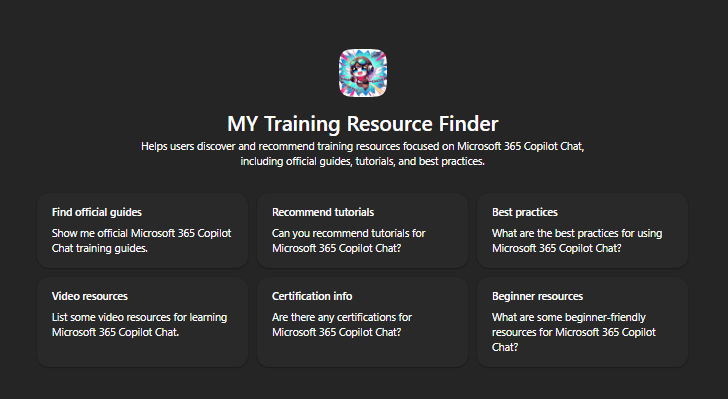 MY Training Resource Finder
Helps users discover and recommend training resources focused on Microsoft 365 Copilot Chat,
including official guides, tutorials, and best practices.
Find official guides
Show me official Microsoft 365 Copilot
Chat training guides.
Recommend tutorials
Can you recommend tutorials for
Microsoft 365 Copilot Chat?
Best practices
What are the best practices for using
Microsoft 365 Copilot Chat?
Video resources
List some video resources for learning
Microsoft 365 Copilot Chat.
Certification info
Are there any certifications for
Microsoft 365 Copilot Chat?
Beginner resources
What are some beginner-friendly
resources for Microsoft 365 Copilot
Chat?